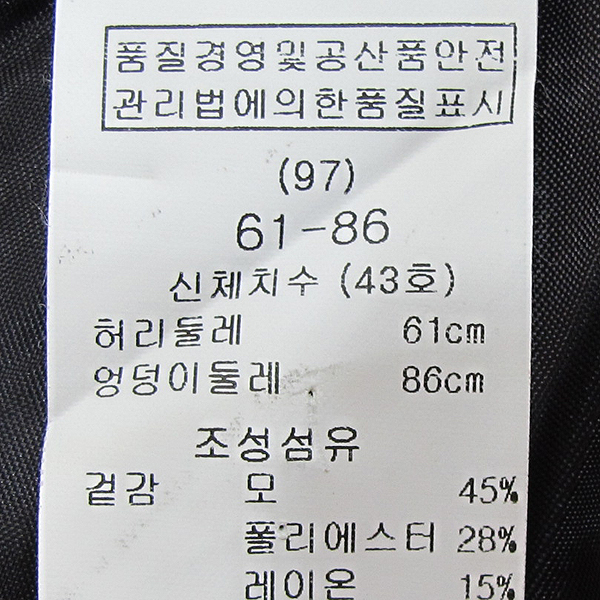 품질경영및공산품안전
관리법에의한품질표시
(97)
61-86
신체치수 (43호)
허리둘레 61cm
엉덩이둘레 86cm
조성섬유
겉감 모 45%
폴리에스터 28%
레이온 15%